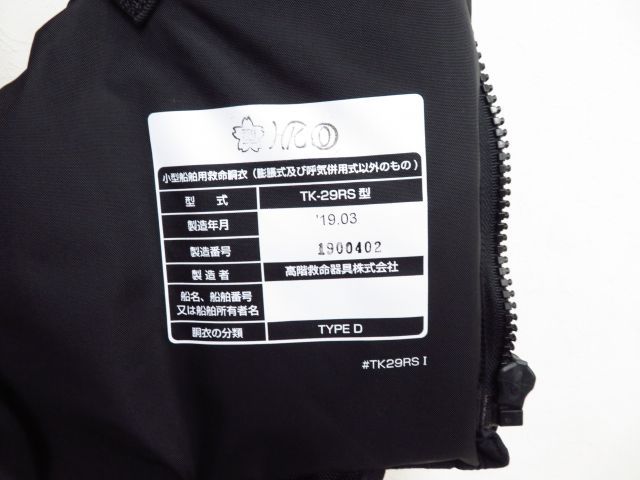 小型船舶用救命胴衣(膨脹式及び呼気併用式以外のもの)
型 式 TK-29RS 型
製造年月 '19.03
製造番号 1900402
製造者 高階救命器具株式会社
船名、船舶番号
又は船舶所有者名
胴衣の分類 TYPE D
#TK29RS I